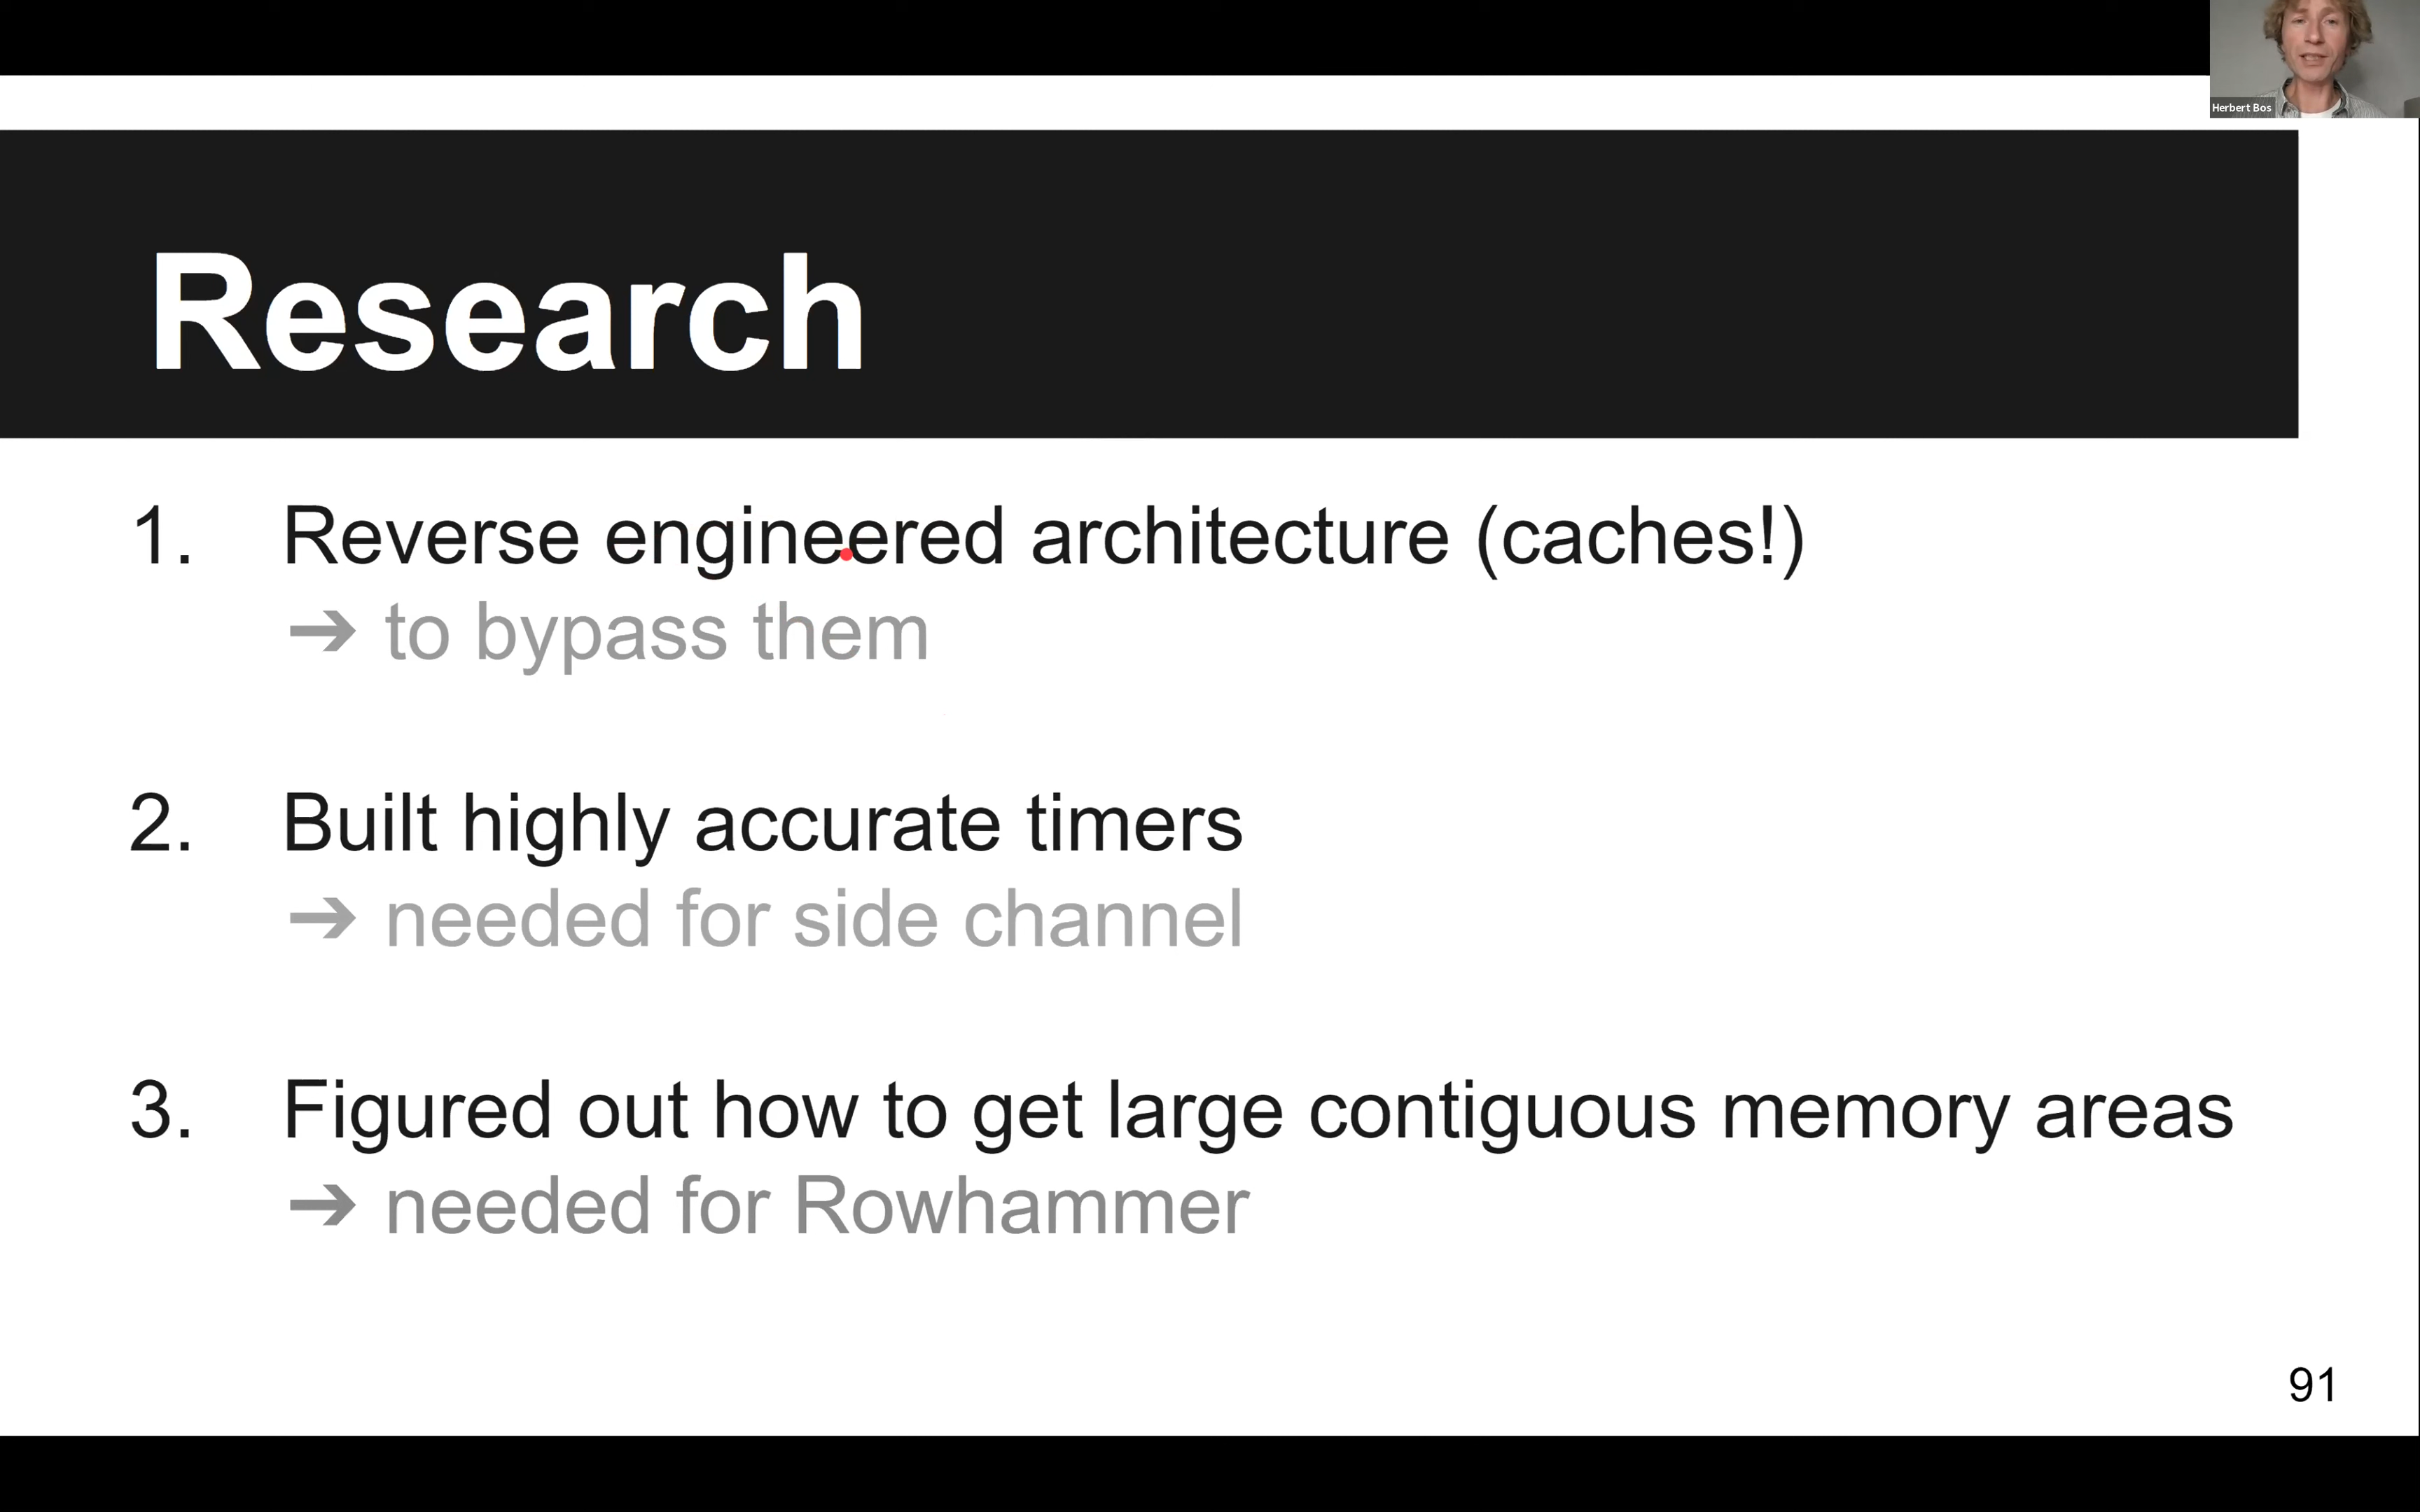 Herbert Bos
Research
1. Reverse engineered architecture (caches!)
➔ to bypass them
2. Built highly accurate timers
➔ needed for side channel
3. Figured out how to get large contiguous memory areas
➔ needed for Rowhammer
91